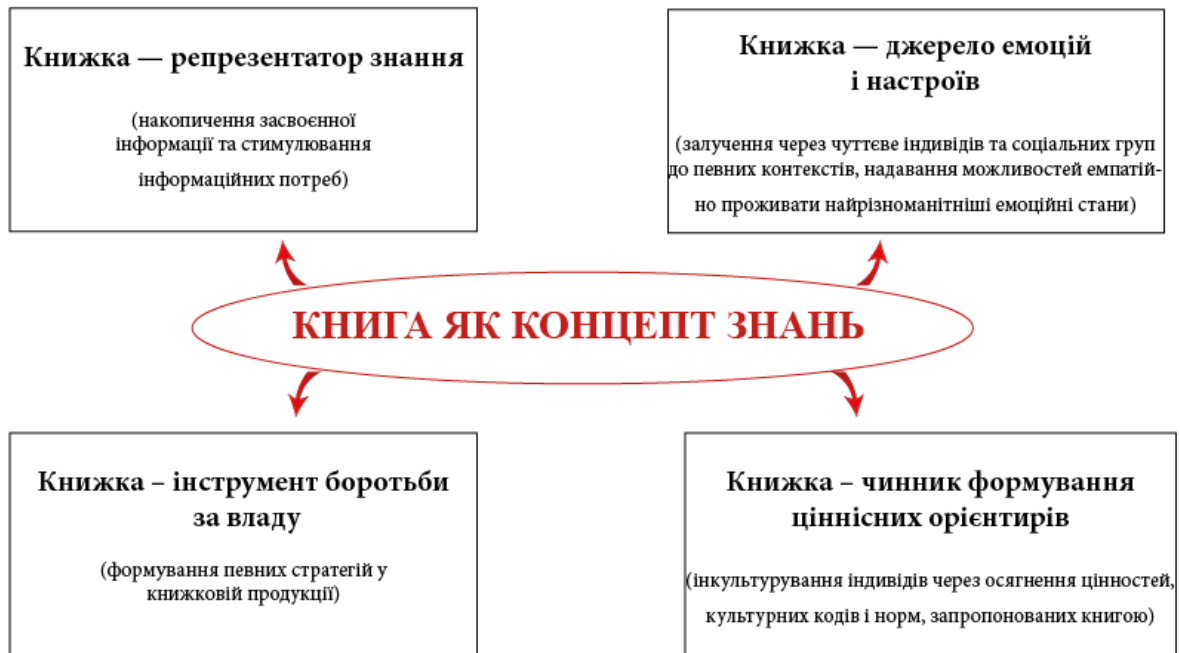 Книжка — репрезентатор знання
(накопичення засвоєнної
інформації та стимулювання
інформаційних потреб)
Книжка — джерело емоцій
і настроїв
(залучення через чуттєве індивідів та соціальних груп
до певних контекстів, надавання можливостей емпатій-
но проживати найрізноманітніші емоційні стани)
КНИГА ЯК КОНЦЕПТ ЗНАНЬ
Книжка – інструмент боротьби
за владу
(формування певних стратегій у
книжковій продукції)
Книжка – чинник формування
ціннісних орієнтирів
(інкультурування індивідів через осягнення цінностей,
культурних кодів і норм, запропонованих книгою)